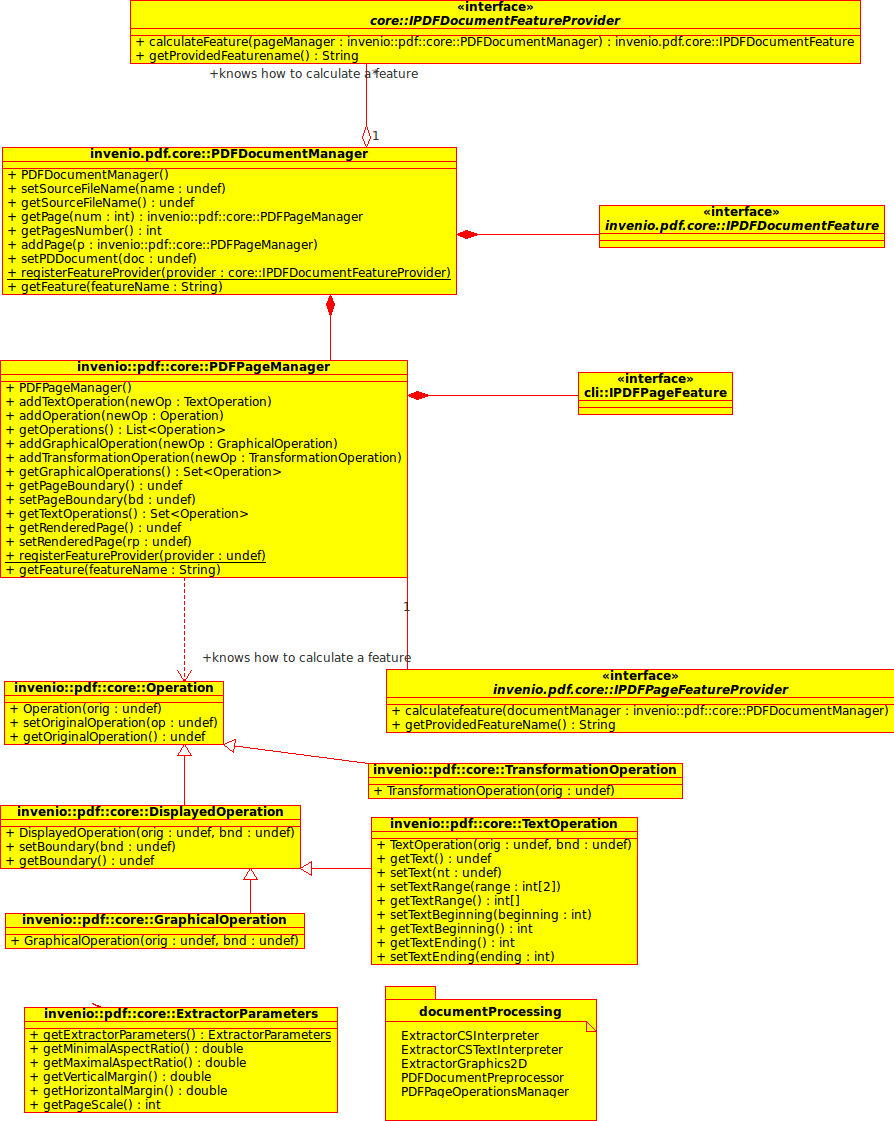 «interface»
core::IPDFDocumentFeatureProvider
+ calculateFeature(pageManager : invenio::pdf::core::PDFDocumentManager) : invenio.pdf.core::IPDFDocumentFeature
+ getProvidedFeaturename() : String
+knows how to calculate a feature
*
1
invenio.pdf.core::PDFDocumentManager
+ PDFDocumentManager()
+ setSourceFileName(name : undef)
+ getSourceFileName() : undef
+ getPage(num : int) : invenio::pdf::core::PDFPageManager
+ getPagesNumber() : int
+ addPage(p : invenio::pdf::core::PDFPageManager)
+ setPDDocument(doc : undef)
+ registerFeatureProvider(provider : core::IPDFDocumentFeatureProvider)
+ getFeature(featureName : String)
«interface»
invenio.pdf.core::IPDFDocumentFeature
invenio::pdf::core::PDFPageManager
+ PDFPageManager()
+ addTextOperation(newOp : TextOperation)
+ addOperation(newOp : Operation)
+ getOperations() : List<Operation>
+ addGraphicalOperation(newOp : GraphicalOperation)
+ addTransformationOperation(newOp : TransformationOperation)
+ getGraphicalOperations() : Set<Operation>
+ getPageBoundary() : undef
+ setPageBoundary(bd : undef)
+ getTextOperations() : Set<Operation>
+ getRenderedPage() : undef
+ setRenderedPage(rp : undef)
+ registerFeatureProvider(provider : undef)
+ getFeature(featureName : String)
«interface»
cli::IPDFPageFeature
1
+knows how to calculate a feature
«interface»
invenio.pdf.core::IPDFPageFeatureProvider
+ calculatefeature(documentManager : invenio::pdf::core::PDFDocumentManager)
+ getProvidedFeatureName() : String
invenio::pdf::core::Operation
+ Operation(orig : undef)
+ setOriginalOperation(op : undef)
+ getOriginalOperation() : undef
invenio::pdf::core::TransformationOperation
+ TransformationOperation(orig : undef)
invenio::pdf::core::DisplayedOperation
+ DisplayedOperation(orig : undef, bnd : undef)
+ setBoundary(bnd : undef)
+ getBoundary() : undef
invenio::pdf::core::TextOperation
+ TextOperation(orig : undef, bnd : undef)
+ getText() : undef
+ setText(nt : undef)
+ setTextRange(range : int[2])
+ getTextRange() : int[]
+ setTextBeginning(beginning : int)
+ getTextBeginning() : int
+ getTextEnding() : int
+ setTextEnding(ending : int)
invenio::pdf::core::GraphicalOperation
+ GraphicalOperation(orig : undef, bnd : undef)
invenio::pdf::core::ExtractorParameters
+ getExtractorParameters() : ExtractorParameters
+ getMinimalAspectRatio() : double
+ getMaximalAspectRatio() : double
+ getVerticalMargin() : double
+ getHorizontalMargin() : double
+ getPageScale() : int
documentProcessing
ExtractorCSInterpreter
ExtractorCSTextInterpreter
ExtractorGraphics2D
PDFDocumentPreprocessor
PDFPageOperationsManager